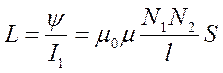 L = ψ / I₁ = μ₀μ N₁N₂ / l S